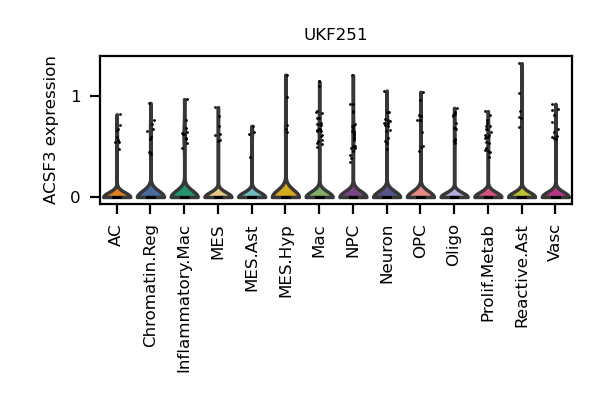 UKF251
ACSF3 expression
1
0
AC
Chromatin.Reg
Inflammatory.Mac
MES
MES.Ast
MES.Hyp
Mac
NPC
Neuron
OPC
Oligo
Prolif.Metab
Reactive.Ast
Vasc